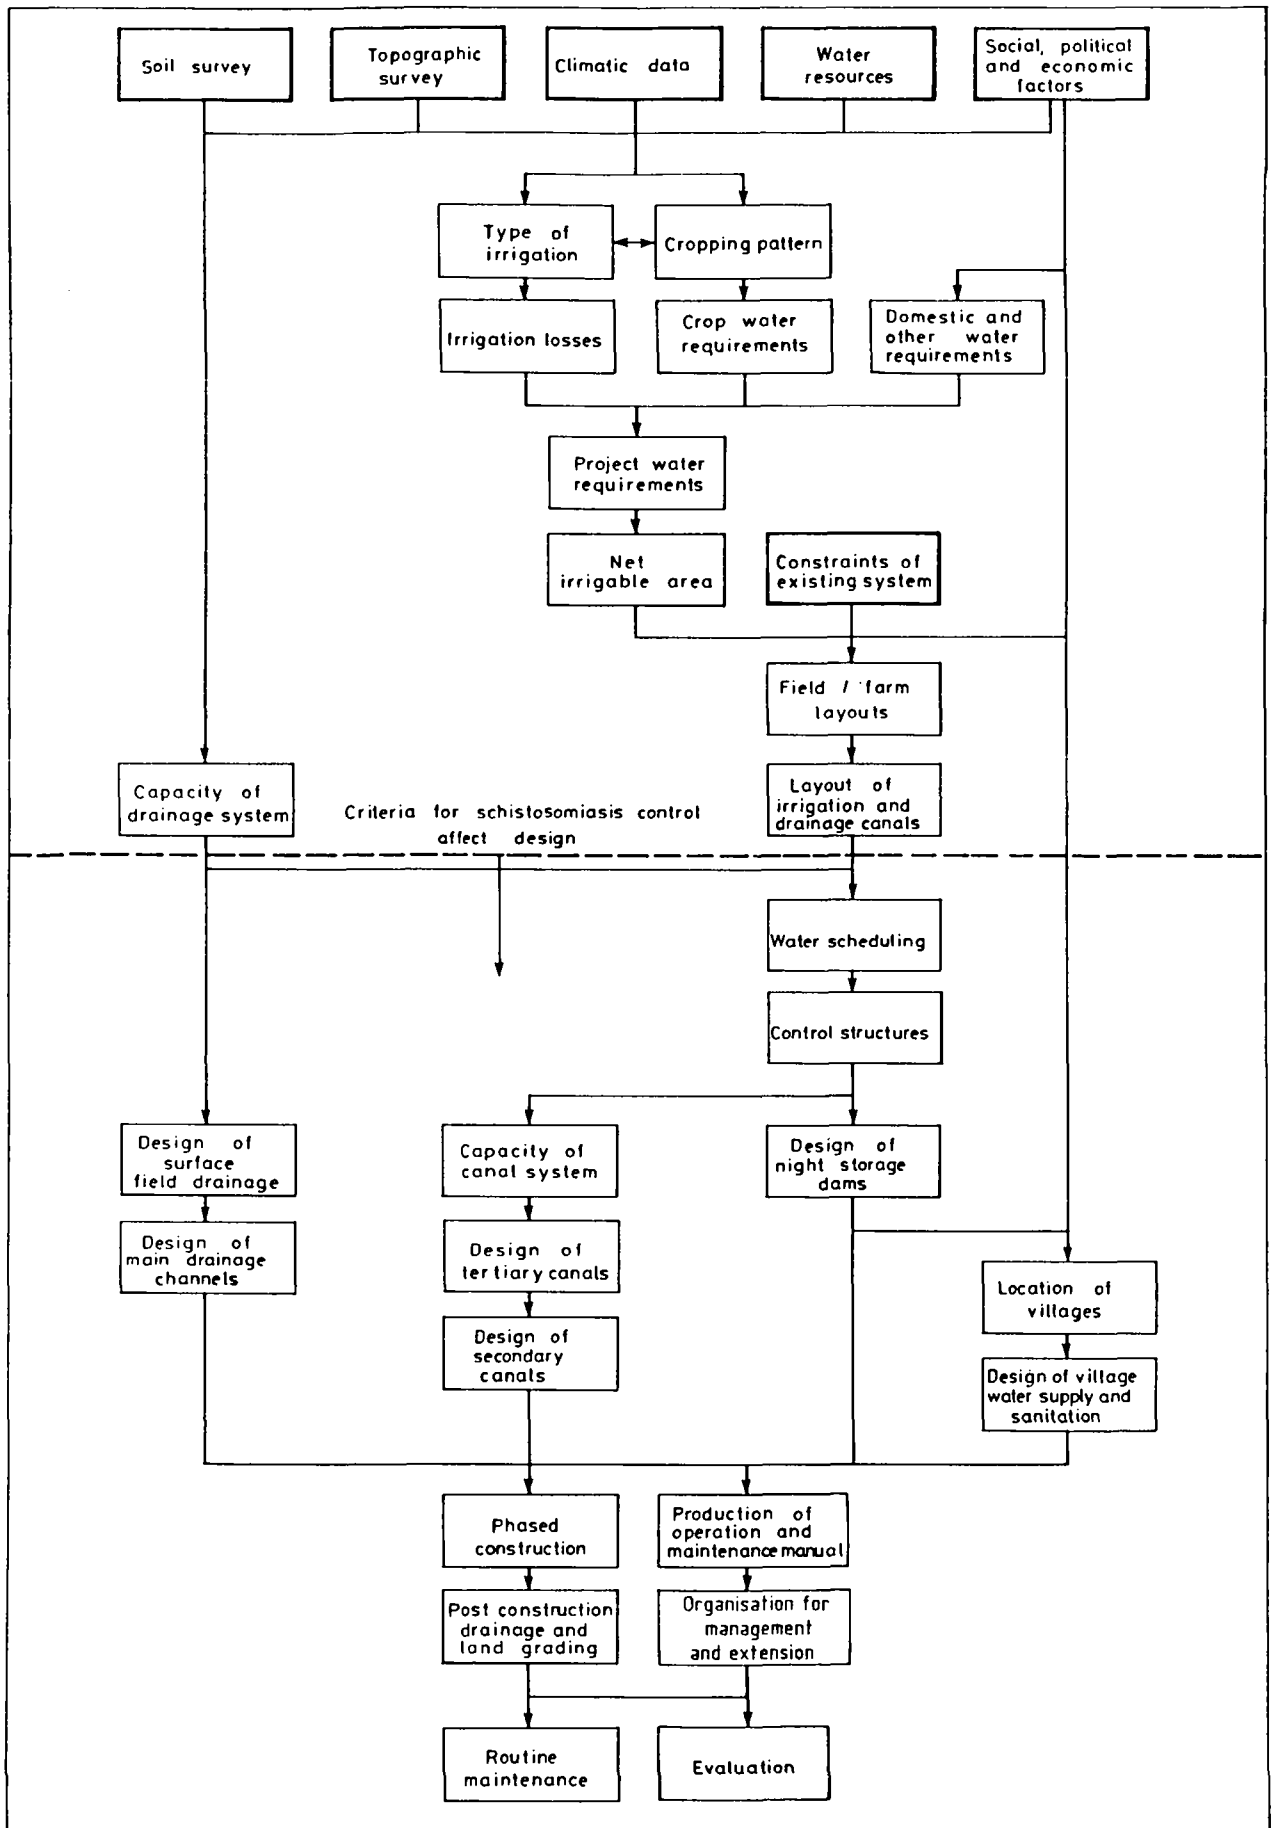 Soil survey
Topographic
survey
Climatic data
Water
resources
Social, political
and economic
factors
Type of
irrigation
Cropping pattern
Irrigation losses
Crop water
requirements
Domestic and
other water
requirements
Project water
requirements
Net
irrigable area
Constraints of
existing system
Field / farm
layouts
Capacity of
drainage system
Criteria for schistosomiasis control
affect design
Layout of
irrigation and
drainage canals
Water scheduling
Control structures
Design of
surface
field drainage
Capacity of
canal system
Design of
night storage
dams
Design of
main drainage
channels
Design of
tertiary canals
Location of
villages
Design of
secondary
canals
Design of village
water supply and
sanitation
Phased
construction
Production of
operation and
maintenance manual
Post construction
drainage and
land grading
Organisation for
management
and extension
Routine
maintenance
Evaluation